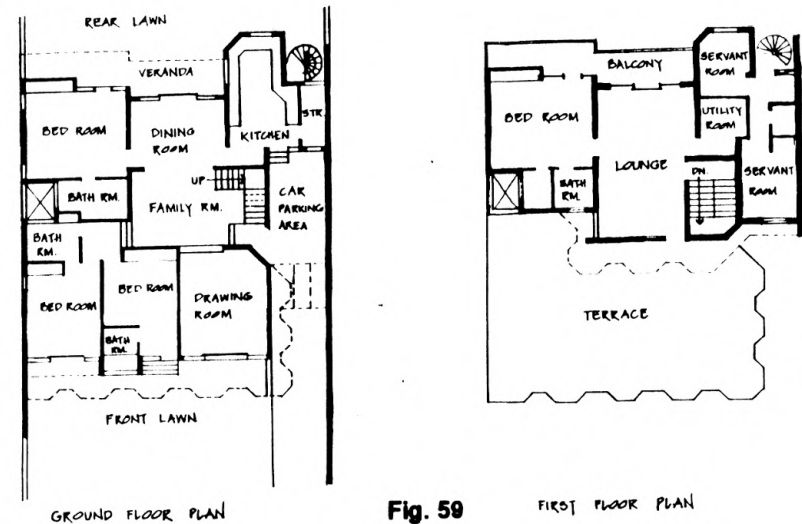 REAR LAWN
VERANDA
BED ROOM
DINING
ROOM
KITCHEN
STR.
BATH RM.
UP
FAMILY RM.
CAR
PARKING
AREA
BATH
RM.
BED ROOM
BED ROOM
DRAWING
ROOM
BATH
RM.
FRONT LAWN
GROUND FLOOR PLAN
Fig. 59
BALCONY
SERVANT
ROOM
BED ROOM
UTILITY
ROOM
LOUNGE
BATH
RM.
DN.
SERVANT
ROOM
TERRACE
FIRST FLOOR PLAN